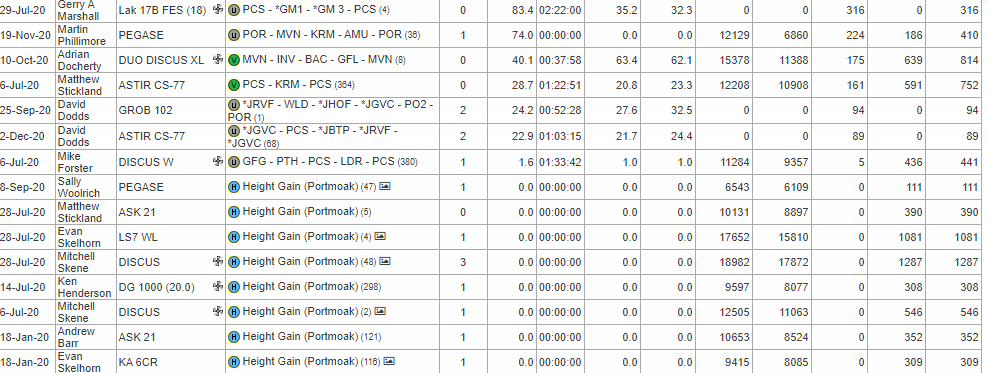 29-Jul-20 Gerry A Marshall Lak 17B FES (18) U PCS - *GM1 - *GM 3 - PCS (4) 0 83.4 02:22:00 35.2 32.3 0 0 316 0 316
19-Nov-20 Martin Phillimore PEGASE U POR - MVN - KRM - AMU - POR (36) 1 74.0 00:00:00 0.0 0.0 12129 6860 224 186 410
10-Oct-20 Adrian Docherty DUO DISCUS XL V MVN - INV - BAC - GFL - MVN (8) 0 40.1 00:37:58 63.4 62.1 15378 11388 175 639 814
6-Jul-20 Matthew Stickland ASTIR CS-77 V PCS - KRM - PCS (364) 0 28.7 01:22:51 20.8 23.3 12208 10908 161 591 752
25-Sep-20 David Dodds GROB 102 U *JRVF - WLD - *JHOF - *JGVC - PO2 - POR (1) 2 24.2 00:52:28 27.6 32.5 0 0 94 0 94
2-Dec-20 David Dodds ASTIR CS-77 U *JGVC - PCS - *JBTP - *JRVF - *JGVC (68) 2 22.9 01:03:15 21.7 24.4 0 0 89 0 89
6-Jul-20 Mike Forster DISCUS W U GFG - PTH - PCS - LDR - PCS (380) 1 1.6 01:33:42 1.0 1.0 11284 9357 5 436 441
8-Sep-20 Sally Woolrich PEGASE H Height Gain (Portmoak) (47) 1 0.0 00:00:00 0.0 0.0 6543 6109 0 111 111
28-Jul-20 Matthew Stickland ASK 21 H Height Gain (Portmoak) (5) 0 0.0 00:00:00 0.0 0.0 10131 8897 0 390 390
28-Jul-20 Evan Skelhorn LS7 WL H Height Gain (Portmoak) (4) 1 0.0 00:00:00 0.0 0.0 17652 15810 0 1081 1081
28-Jul-20 Mitchell Skene DISCUS H Height Gain (Portmoak) (48) 3 0.0 00:00:00 0.0 0.0 18982 17872 0 1287 1287
14-Jul-20 Ken Henderson DG 1000 (20.0) H Height Gain (Portmoak) (298) 1 0.0 00:00:00 0.0 0.0 9597 8077 0 308 308
6-Jul-20 Mitchell Skene DISCUS H Height Gain (Portmoak) (2) 1 0.0 00:00:00 0.0 0.0 12505 11063 0 546 546
18-Jan-20 Andrew Barr ASK 21 H Height Gain (Portmoak) (121) 1 0.0 00:00:00 0.0 0.0 10653 8524 0 352 352
18-Jan-20 Evan Skelhorn KA 6CR H Height Gain (Portmoak) (116) 1 0.0 00:00:00 0.0 0.0 9415 8085 0 309 309